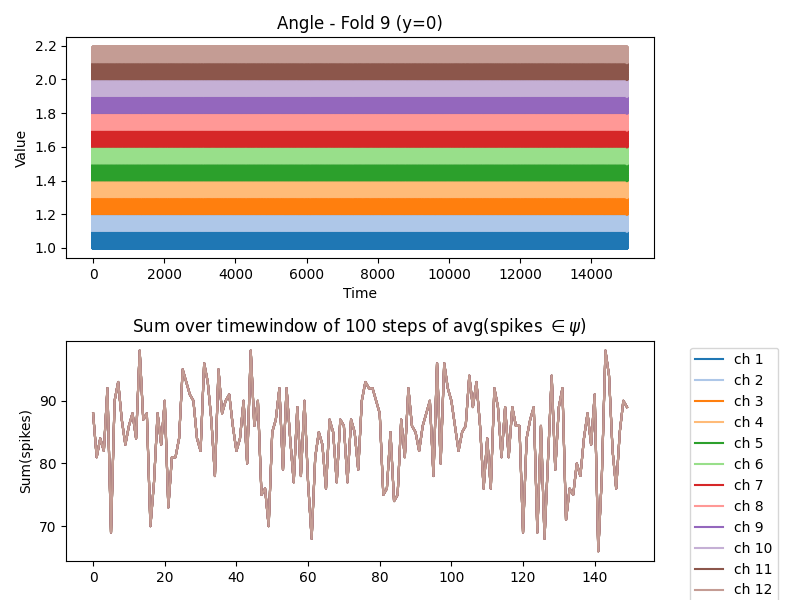 Angle - Fold 9 (y=0)
2.2
2.0
1.8
1.6
1.4
1.2
1.0
Value
0 2000 4000 6000 8000 10000 12000 14000
Time
Sum over timewindow of 100 steps of avg(spikes ∈ ψ)
90
80
70
Sum(spikes)
0 20 40 60 80 100 120 140
ch 1
ch 2
ch 3
ch 4
ch 5
ch 6
ch 7
ch 8
ch 9
ch 10
ch 11
ch 12